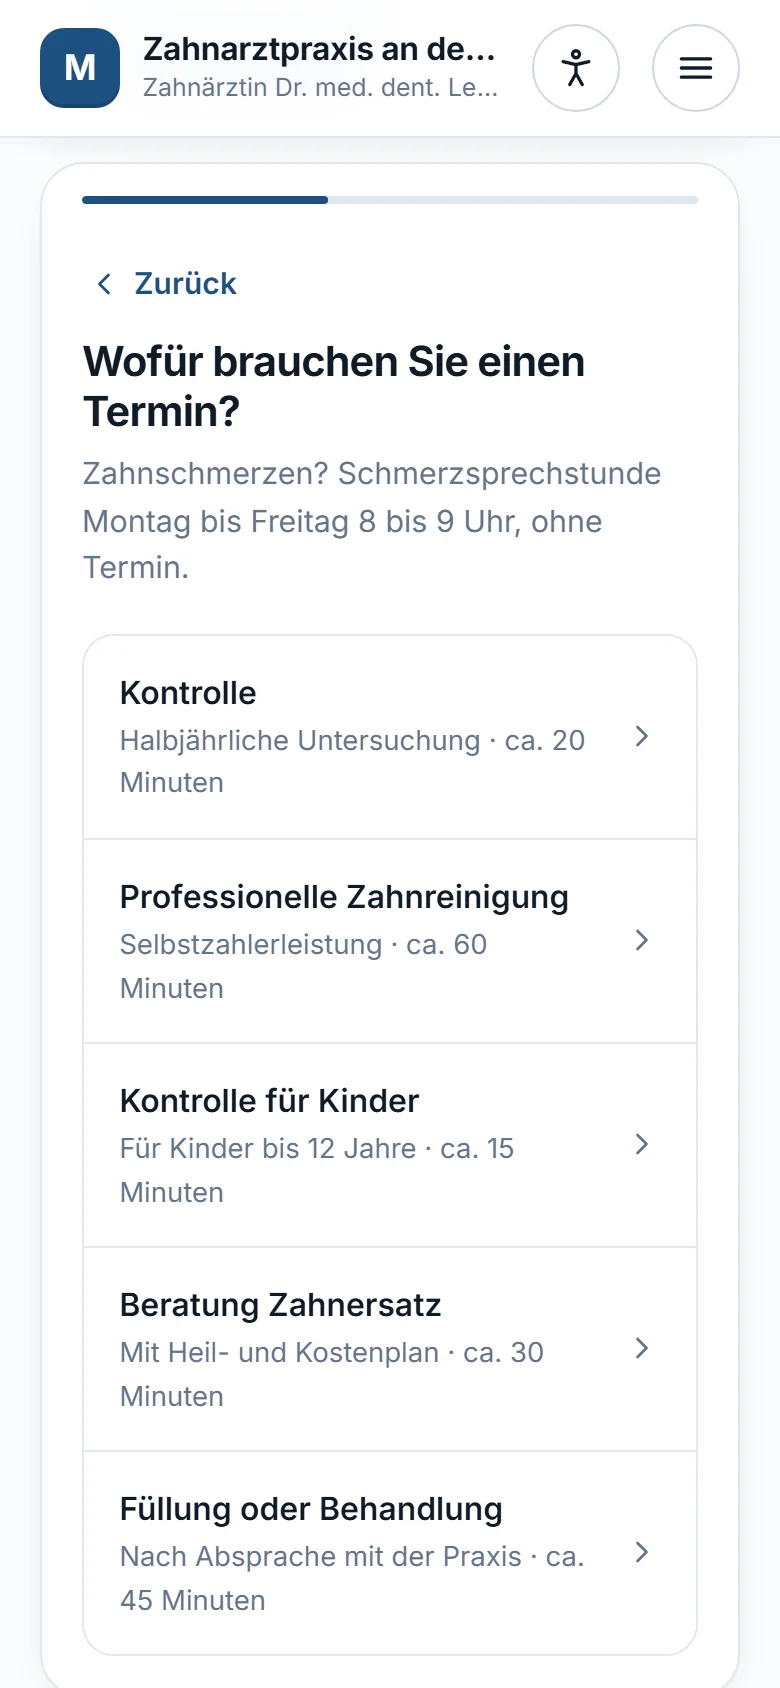 M
Zahnarztpraxis an de...
Zahnärztin Dr. med. dent. Le...
Zurück
Wofür brauchen Sie einen
Termin?
Zahnschmerzen? Schmerzsprechstunde
Montag bis Freitag 8 bis 9 Uhr, ohne
Termin.
Kontrolle
Halbjährliche Untersuchung · ca. 20
Minuten
Professionelle Zahnreinigung
Selbstzahlerleistung · ca. 60
Minuten
Kontrolle für Kinder
Für Kinder bis 12 Jahre · ca. 15
Minuten
Beratung Zahnersatz
Mit Heil- und Kostenplan · ca. 30
Minuten
Füllung oder Behandlung
Nach Absprache mit der Praxis · ca.
45 Minuten